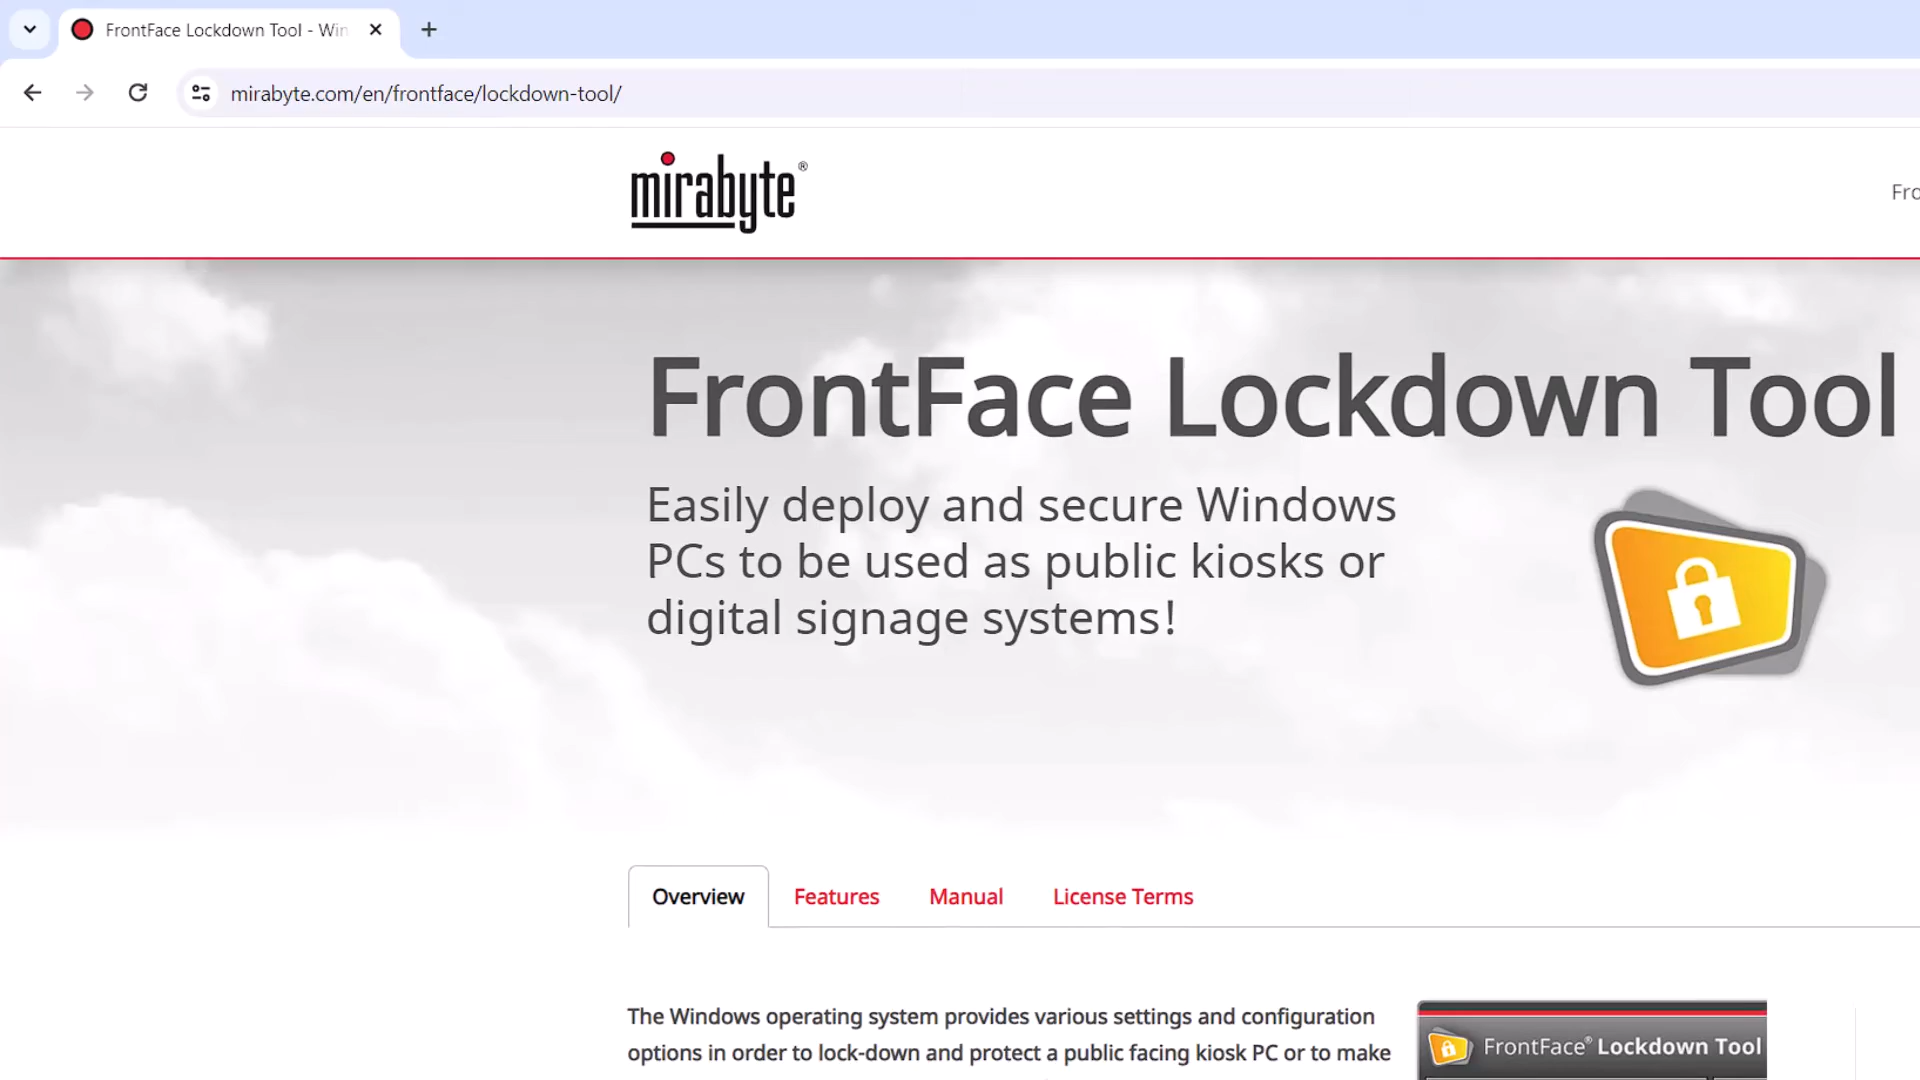 FrontFace Lockdown Tool - Win
mirabyte.com/en/frontface/lockdown-tool/
mirabyte®
Fro
FrontFace Lockdown Tool
Easily deploy and secure Windows
PCs to be used as public kiosks or
digital signage systems!
Overview
Features
Manual
License Terms
The Windows operating system provides various settings and configuration
options in order to lock-down and protect a public facing kiosk PC or to make
FrontFace® Lockdown Tool